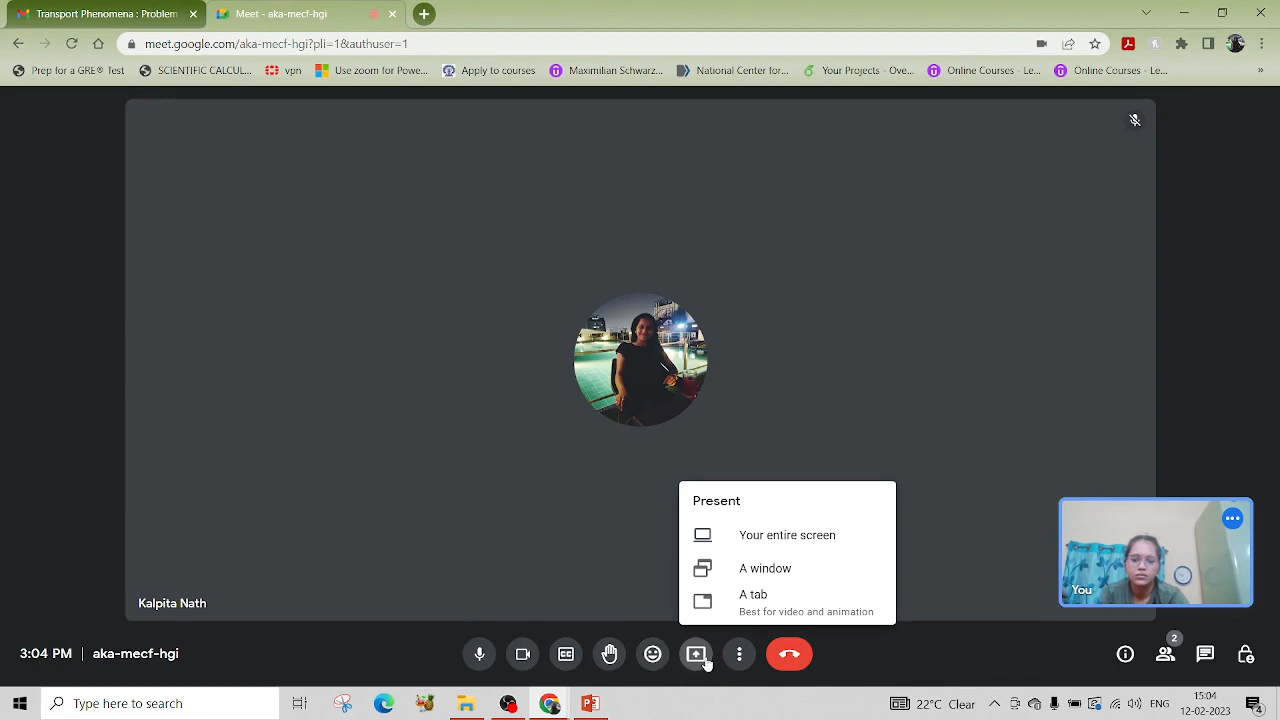 Transport Phenomena : Problem
Meet - aka-mecf-hgi
meet.google.com/aka-mecf-hgi?pli=1&authuser=1
Prep for a GRE® Test
SCIENTIFIC CALCUL...
vpn
Use zoom for Powe...
Apply to courses
Maximilian Schwarz...
National Center for...
Your Projects - Ove...
Online Courses - Le...
Online Courses - Le...
»
Present
Your entire screen
A window
A tab
Best for video and animation
You
Kalpita Nath
3:04 PM | aka-mecf-hgi
2
Type here to search
22°C Clear
ENG
15:04
12-02-2023
4